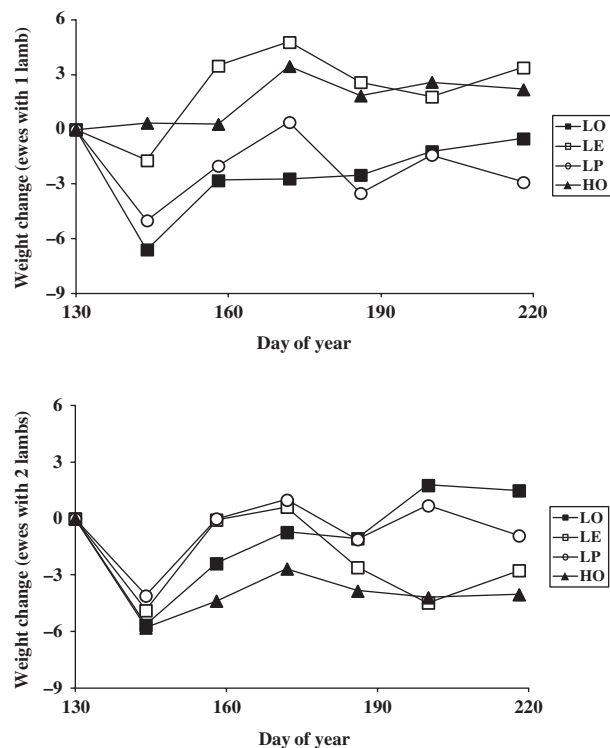 Weight change (ewes with 1 lamb)
6
3
0
−3
−6
−9
130 160 190 220
Day of year
LO
LE
LP
HO
Weight change (ewes with 2 lambs)
6
3
0
−3
−6
−9
130 160 190 220
Day of year
LO
LE
LP
HO